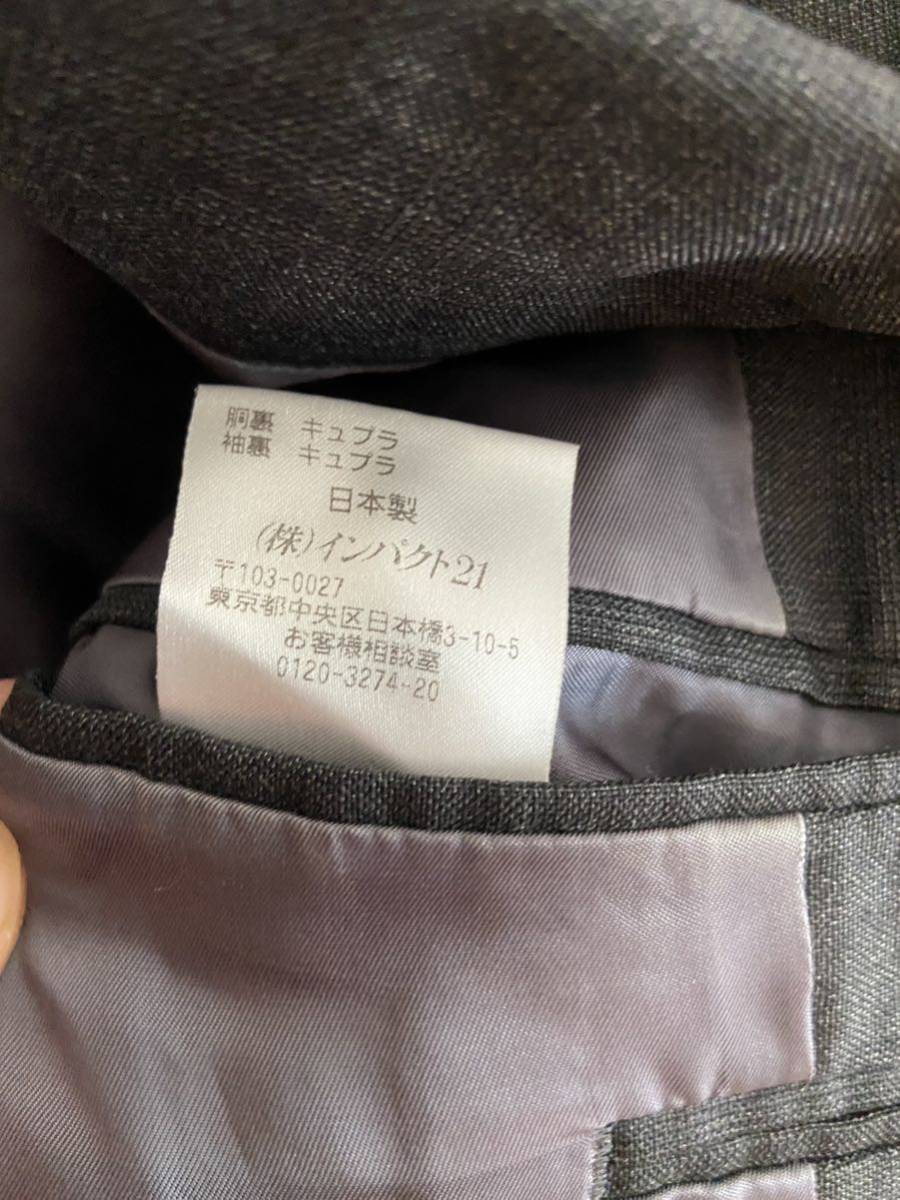 胴裏 キュプラ
袖裏 キュプラ
日本製
(株)インパクト21
〒103-0027
東京都中央区日本橋3-10-5
お客様相談室
0120-3274-20